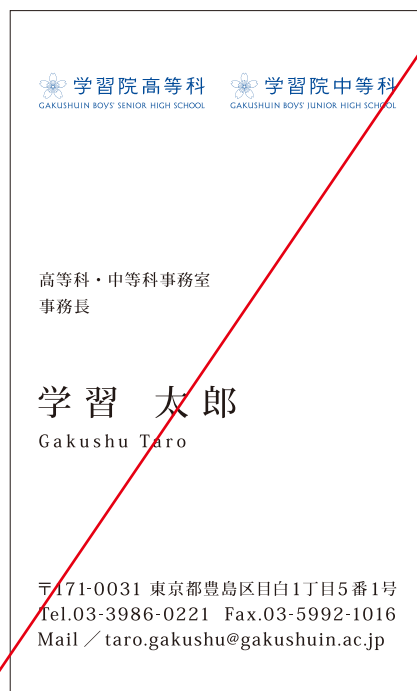 学習院高等科 学習院中等科
GAKUSHUIN BOYS' SENIOR HIGH SCHOOL GAKUSHUIN BOYS' JUNIOR HIGH SCHOOL
高等科・中等科事務室
事務長
学習 太郎
Gakushu Taro
〒171-0031 東京都豊島区目白1丁目5番1号
Tel.03-3986-0221 Fax.03-5992-1016
Mail／taro.gakushu@gakushuin.ac.jp